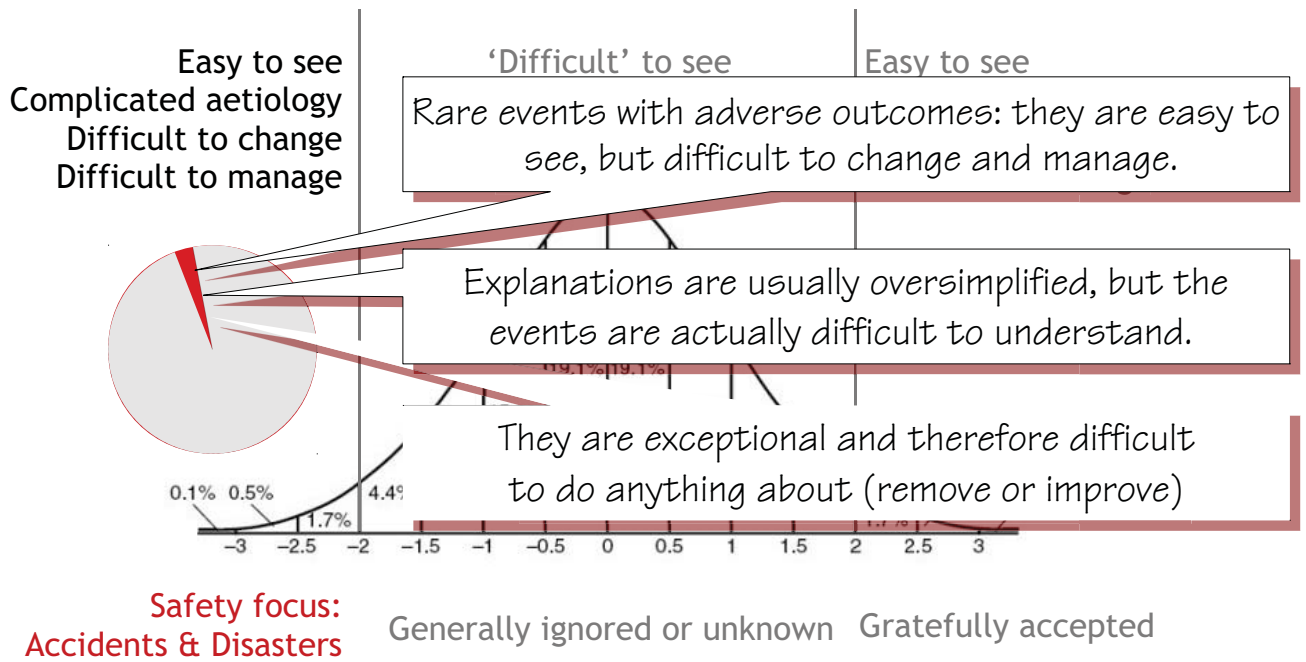 Easy to see
Complicated aetiology
Difficult to change
Difficult to manage
‘Difficult’ to see
Easy to see
Rare events with adverse outcomes: they are easy to
see, but difficult to change and manage.
Explanations are usually oversimplified, but the
events are actually difficult to understand.
19.1% 19.1%
They are exceptional and therefore difficult
to do anything about (remove or improve)
0.1% 0.5%
1.7%
4.4%
1.7%
−3 −2.5 −2 −1.5 −1 −0.5 0 0.5 1 1.5 2 2.5 3
Safety focus:
Accidents & Disasters
Generally ignored or unknown
Gratefully accepted